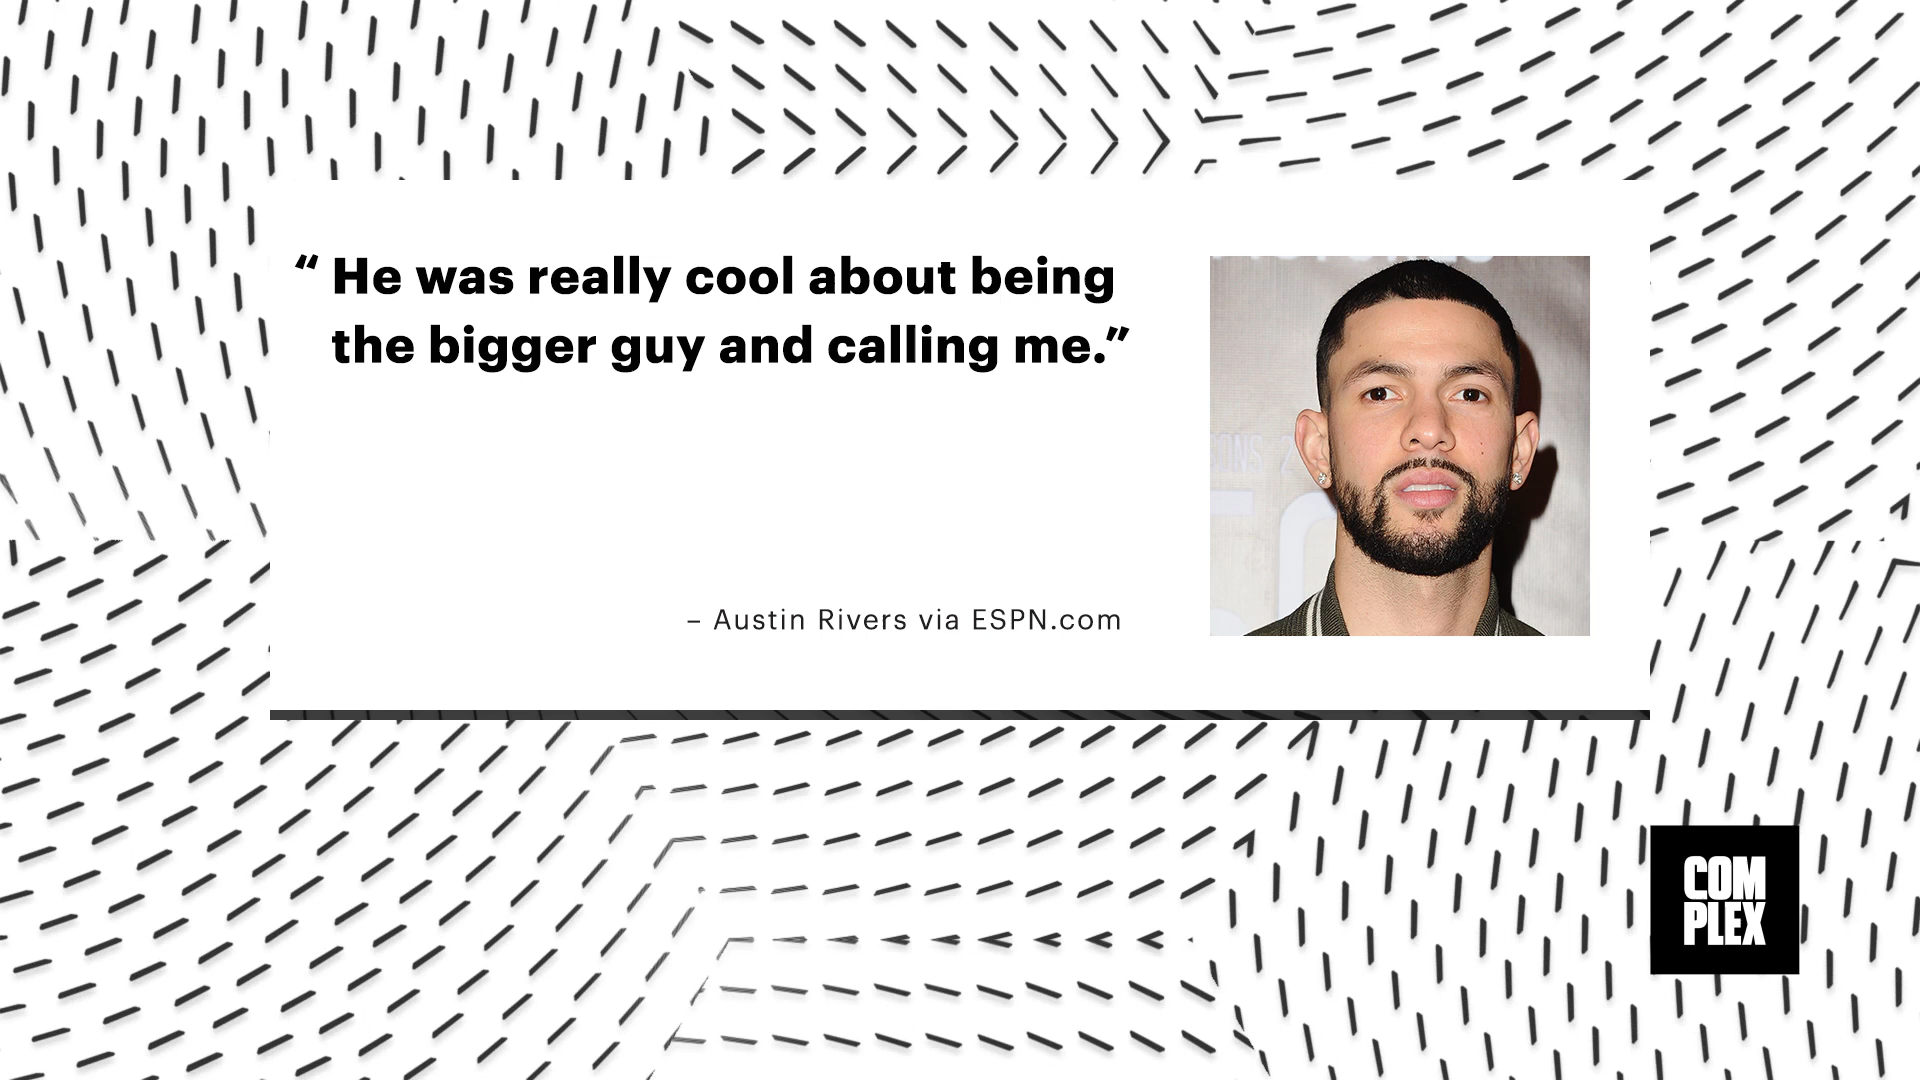 “ He was really cool about being
the bigger guy and calling me.”
– Austin Rivers via ESPN.com
COM
PLEX